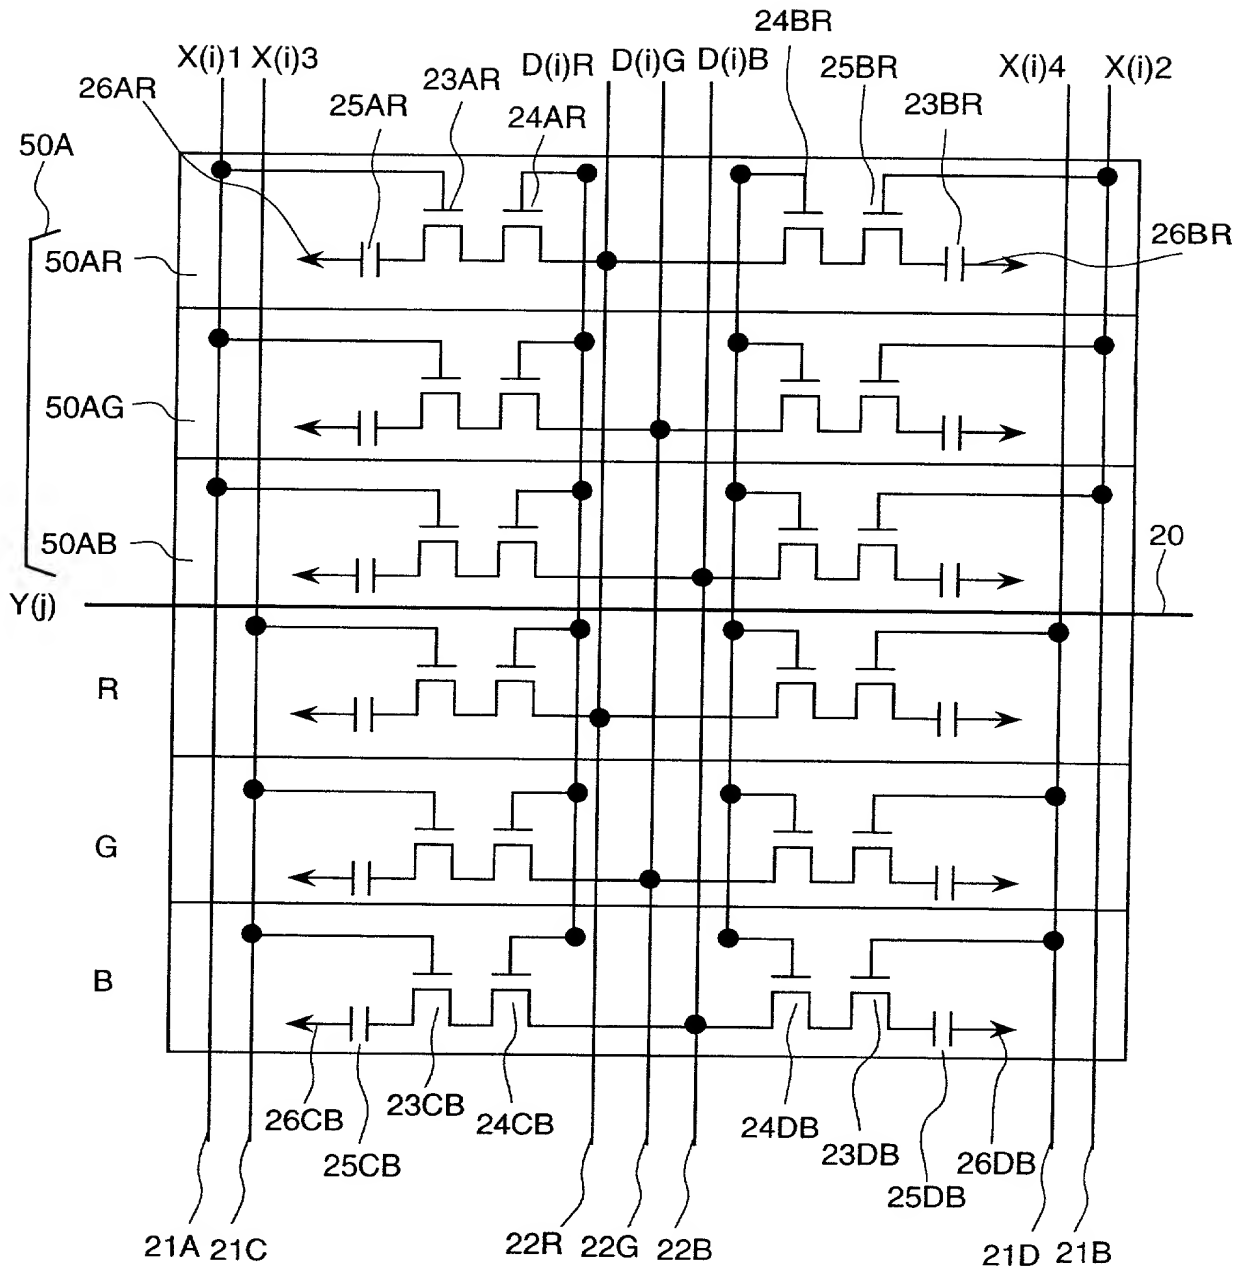 24BR
X(i)1 X(i)3 D(i)R D(i)G D(i)B 25BR X(i)4 X(i)2
26AR 25AR 23AR 24AR 23BR
50A
50AR 26BR
50AG
50AB 20
Y(j)
R
G
B
26CB 23CB 24CB 24DB 23DB 26DB
25CB 25DB
21A 21C 22R 22G 22B 21D 21B